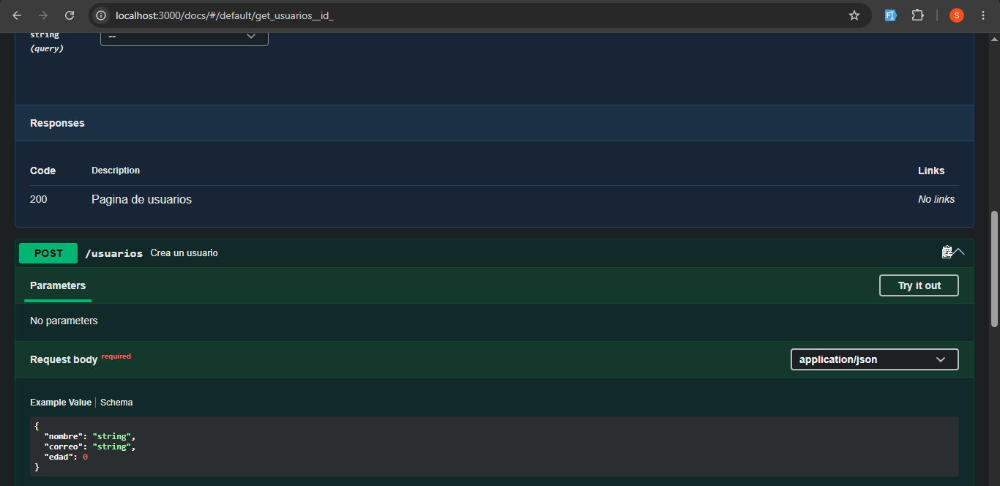 localhost:3000/docs/#/default/get_usuarios__id_
S
string
(query)
--
Responses
Code Description Links
200 Pagina de usuarios No links
POST /usuarios Crea un usuario
Parameters Try it out
No parameters
Request body required application/json
Example Value | Schema
{
"nombre": "string",
"correo": "string",
"edad": 0
}